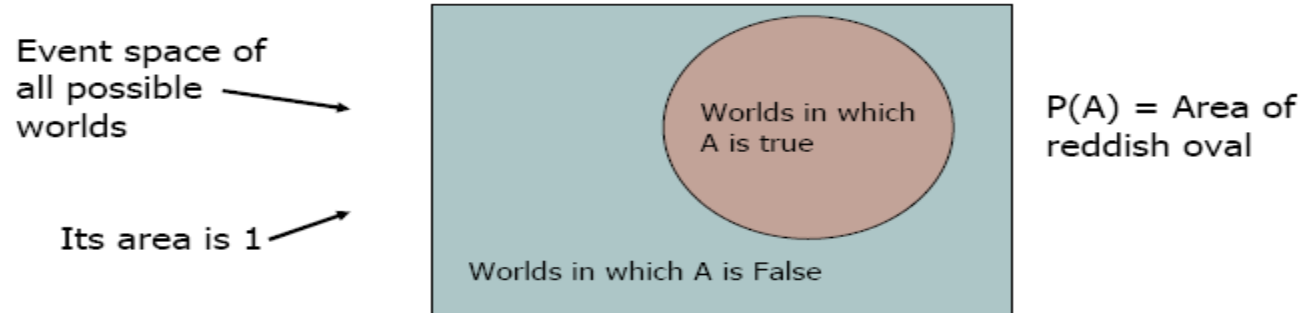 Event space of
all possible
worlds
Its area is 1
Worlds in which
A is true
Worlds in which A is False
P(A) = Area of
reddish oval